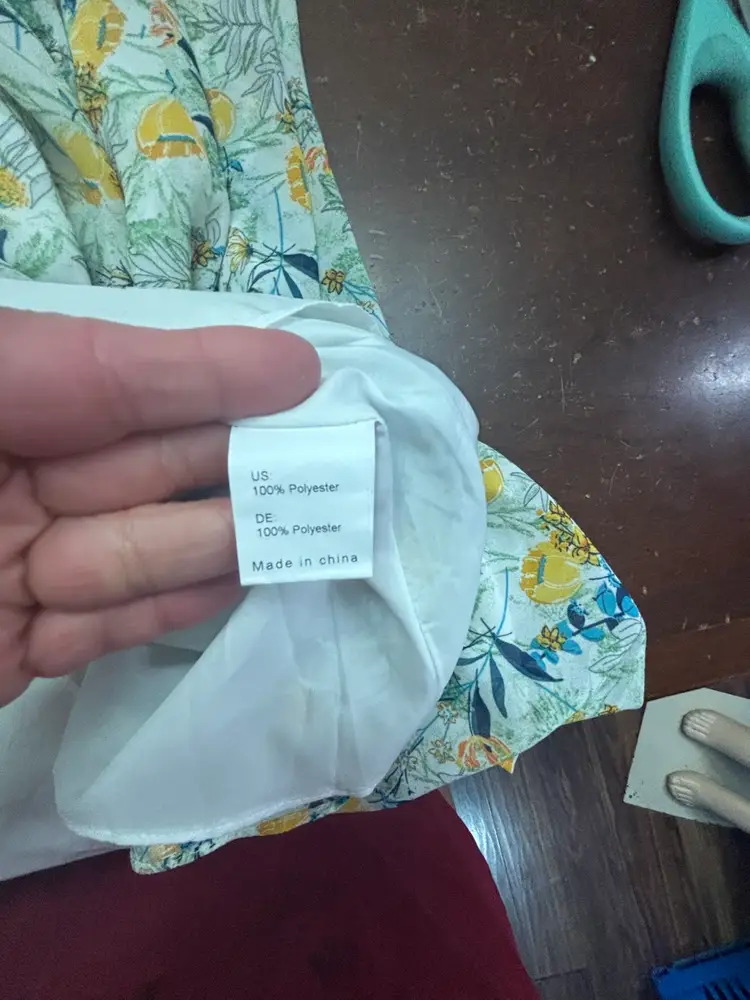 US:
100% Polyester
DE:
100% Polyester
Made in china